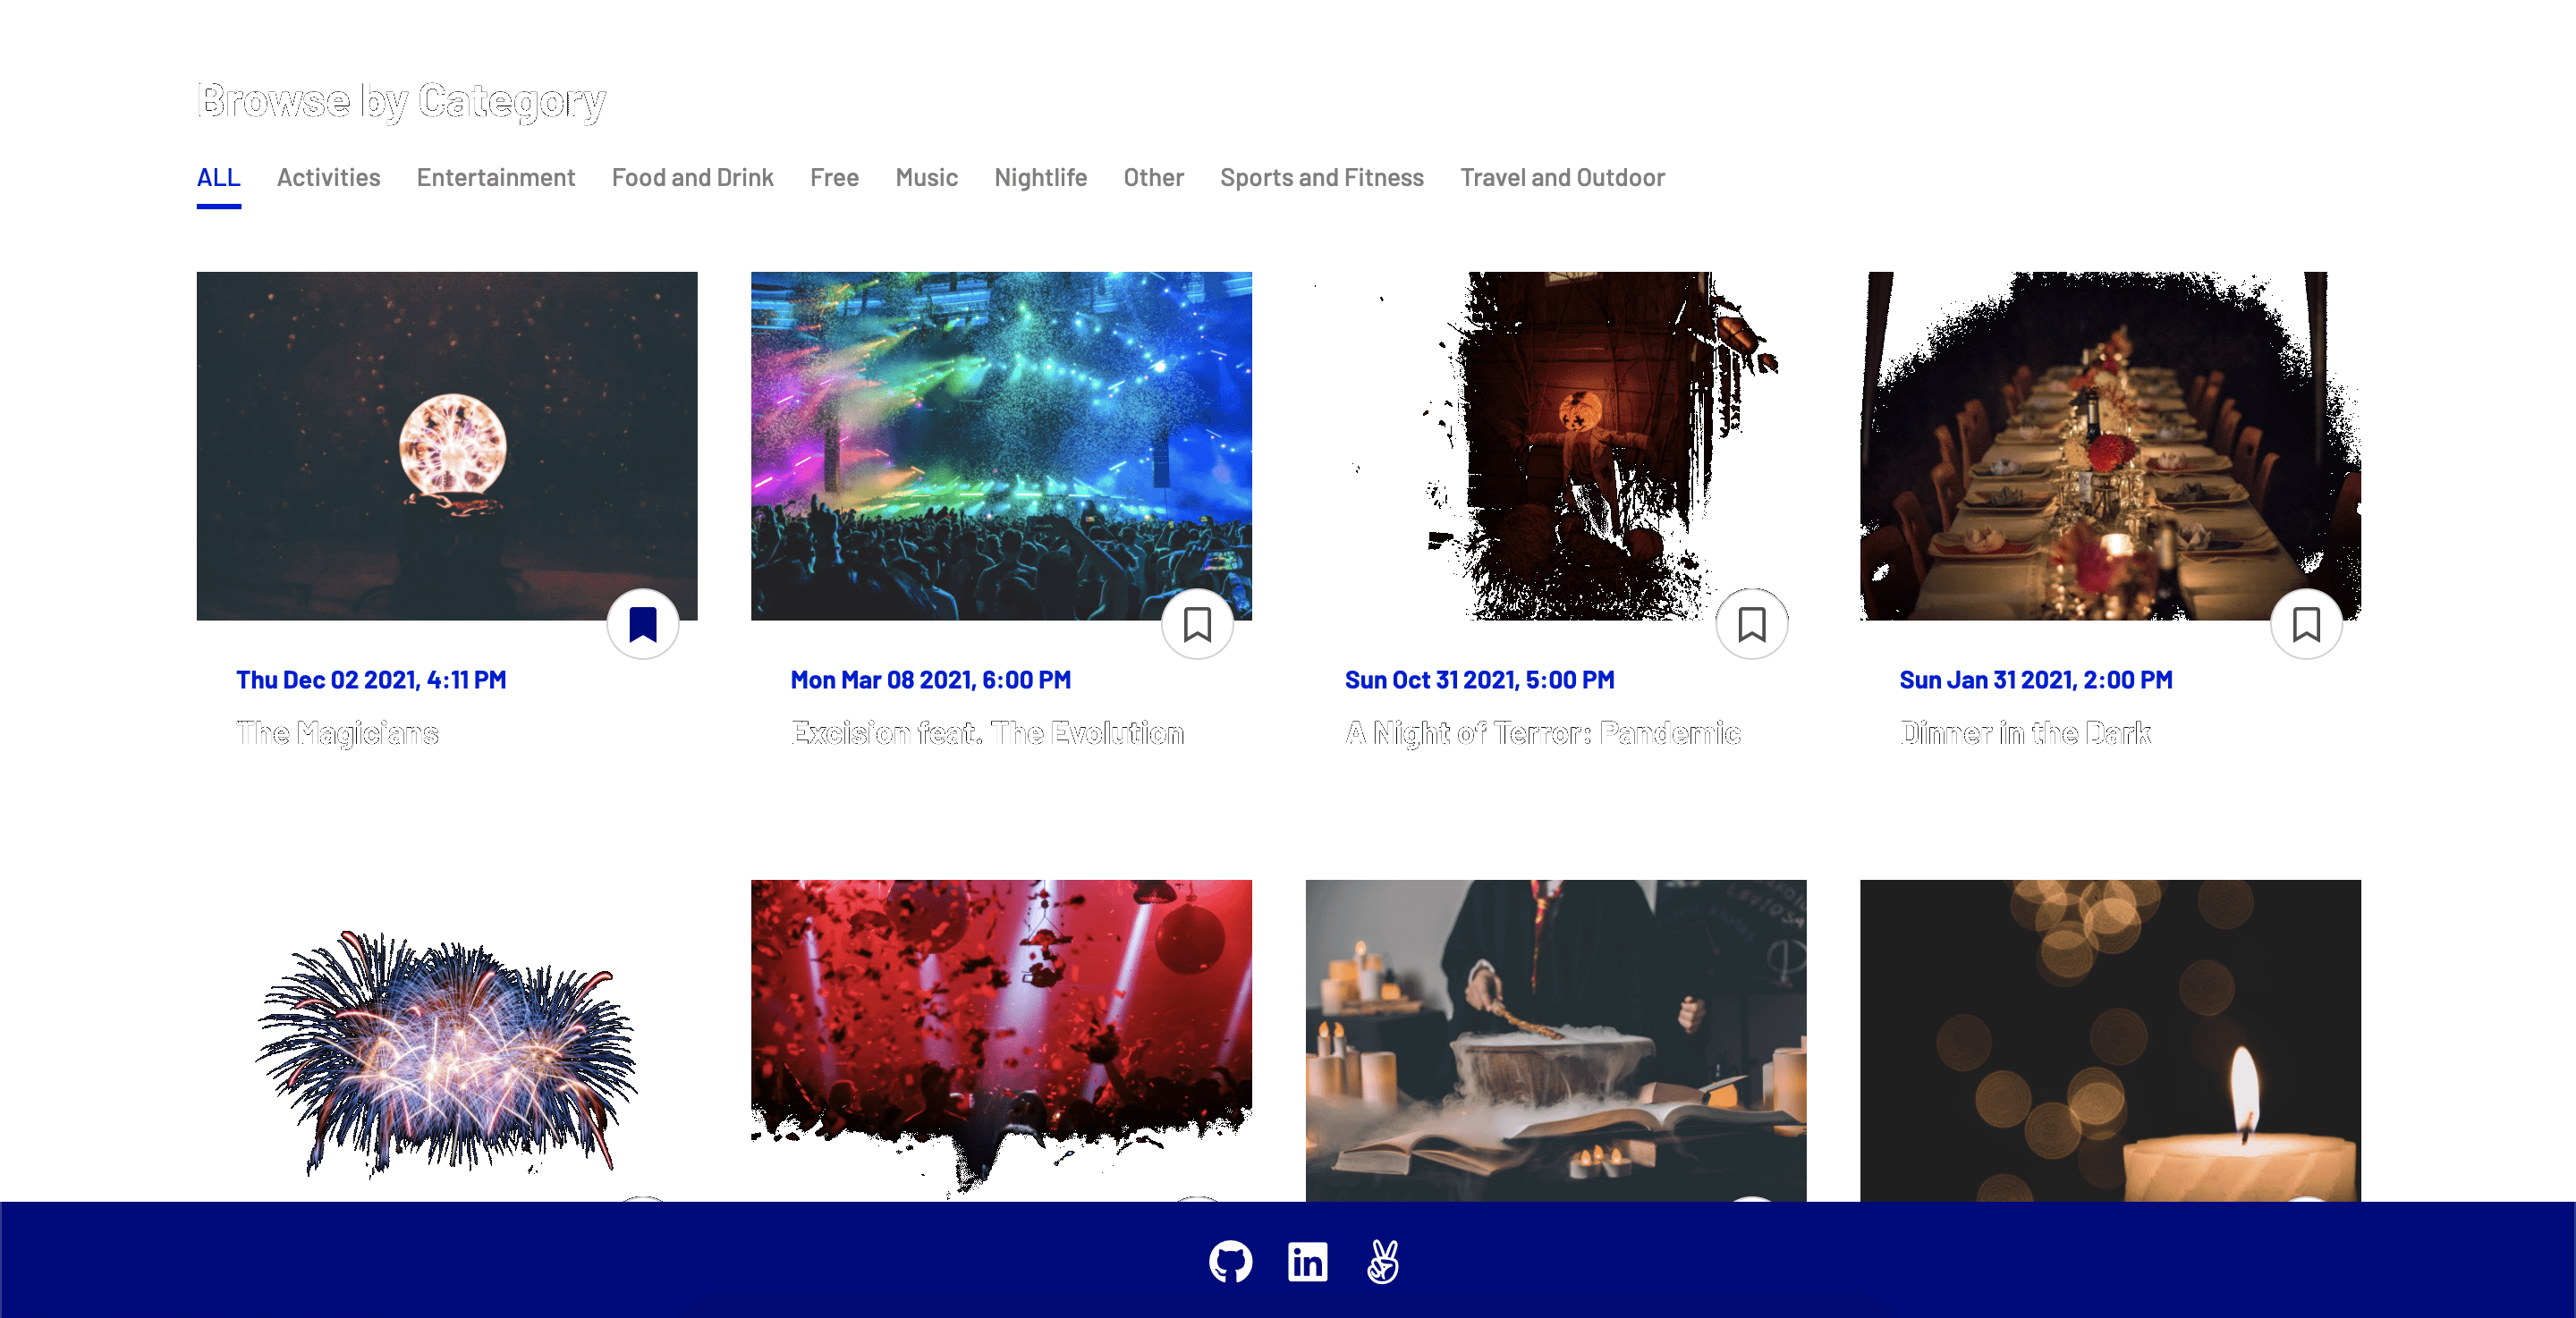 Browse by Category
ALL Activities Entertainment Food and Drink Free Music Nightlife Other Sports and Fitness Travel and Outdoor
Thu Dec 02 2021, 4:11 PM
The Magicians
Mon Mar 08 2021, 6:00 PM
Excision feat. The Evolution
Sun Oct 31 2021, 5:00 PM
A Night of Terror: Pandemic
Sun Jan 31 2021, 2:00 PM
Dinner in the Dark
LEVIOSA
in